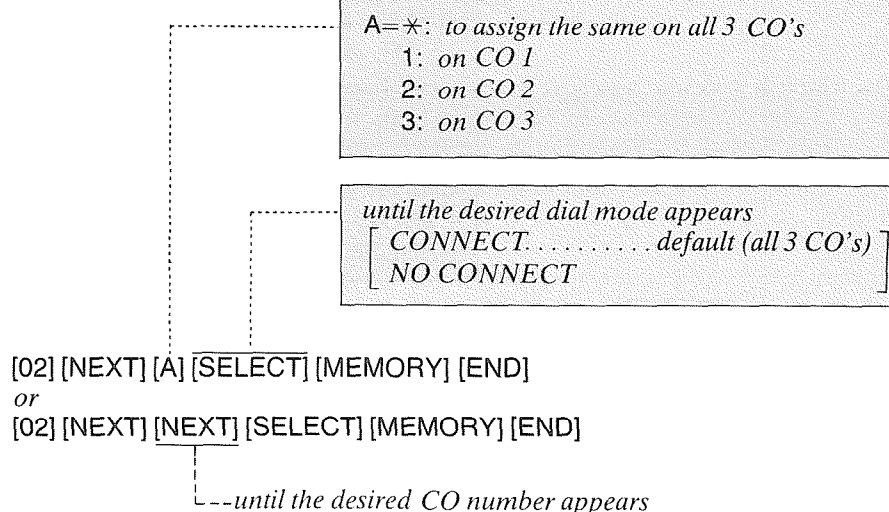 A=✳: to assign the same on all 3 CO's
1: on CO 1
2: on CO 2
3: on CO 3
until the desired dial mode appears
CONNECT..........default (all 3 CO's)
NO CONNECT
[02] [NEXT] [A] [SELECT] [MEMORY] [END]
or
[02] [NEXT] [NEXT] [SELECT] [MEMORY] [END]
until the desired CO number appears